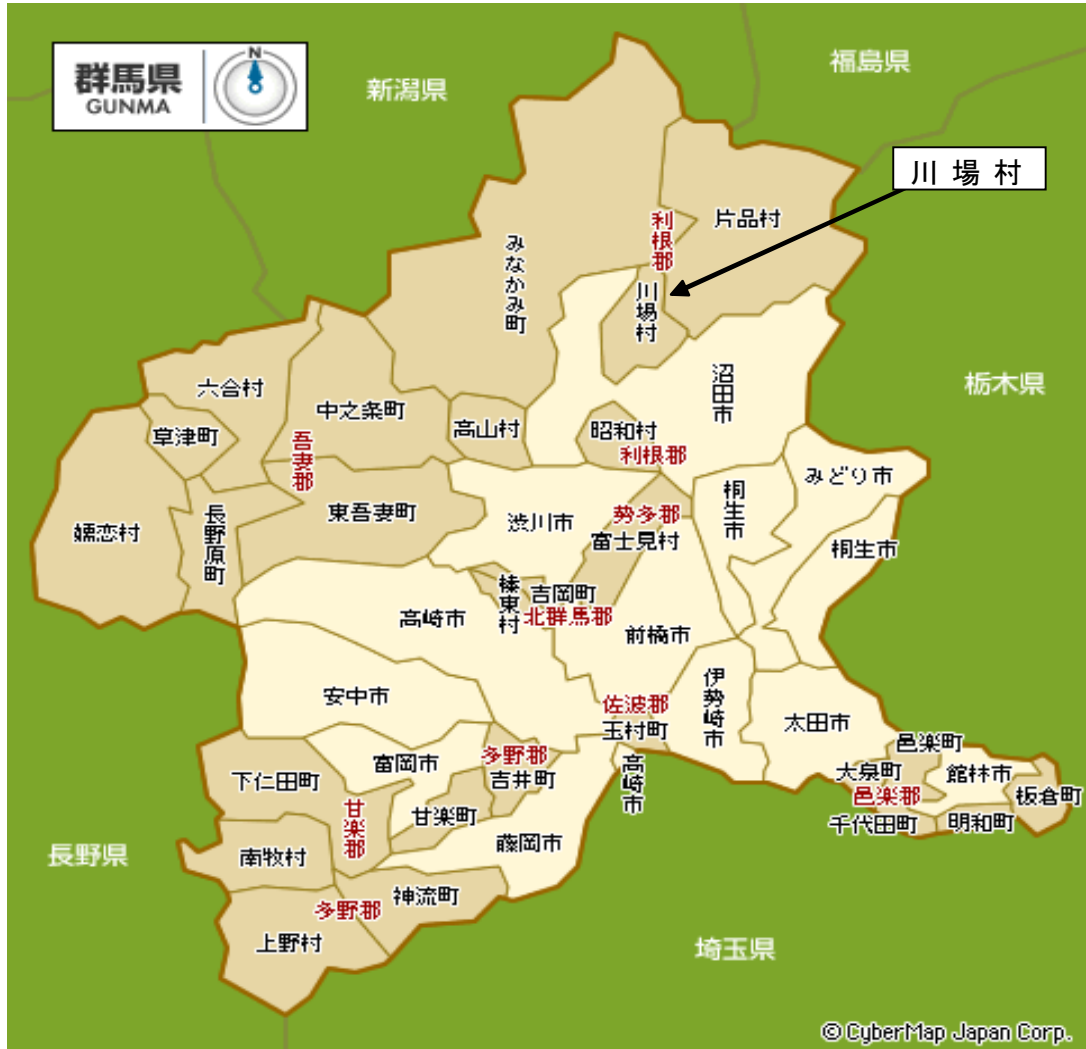 群馬県
GUNMA
N
新潟県
福島県
川場村
片品村
利根郡
みなかみ町
川場村
沼田市
栃木県
六合村
中之条町
草津町
高山村
昭和村
利根郡
吾妻郡
嬬恋村
長野原町
東吾妻町
渋川市
勢多郡
富士見村
桐生市
みどり市
桐生市
榛東村
吉岡町
北群馬郡
高崎市
前橋市
安中市
佐波郡
玉村町
伊勢崎市
太田市
高崎市
多野郡
吉井町
富岡市
下仁田町
甘楽郡
甘楽町
邑楽町
大泉町
邑楽郡
館林市
板倉町
千代田町
明和町
藤岡市
長野県
南牧村
神流町
多野郡
上野村
埼玉県
© CyberMap Japan Corp.